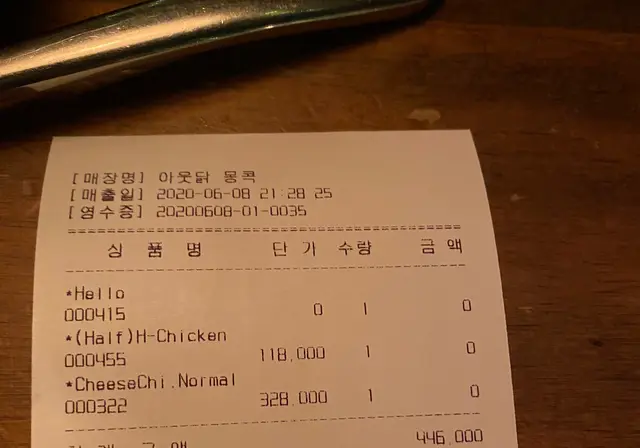 [매장명] 아웃닭 몽콕
[매출일] 2020-06-08 21:28 25
[영수증] 20200608-01-0035
상 품 명 단 가 수량 금 액
*Hello
000415 0 1 0
*(Half)H-Chicken
000455 118,000 1 0
*CheeseChi.Normal
000322 328,000 1 0
446,000